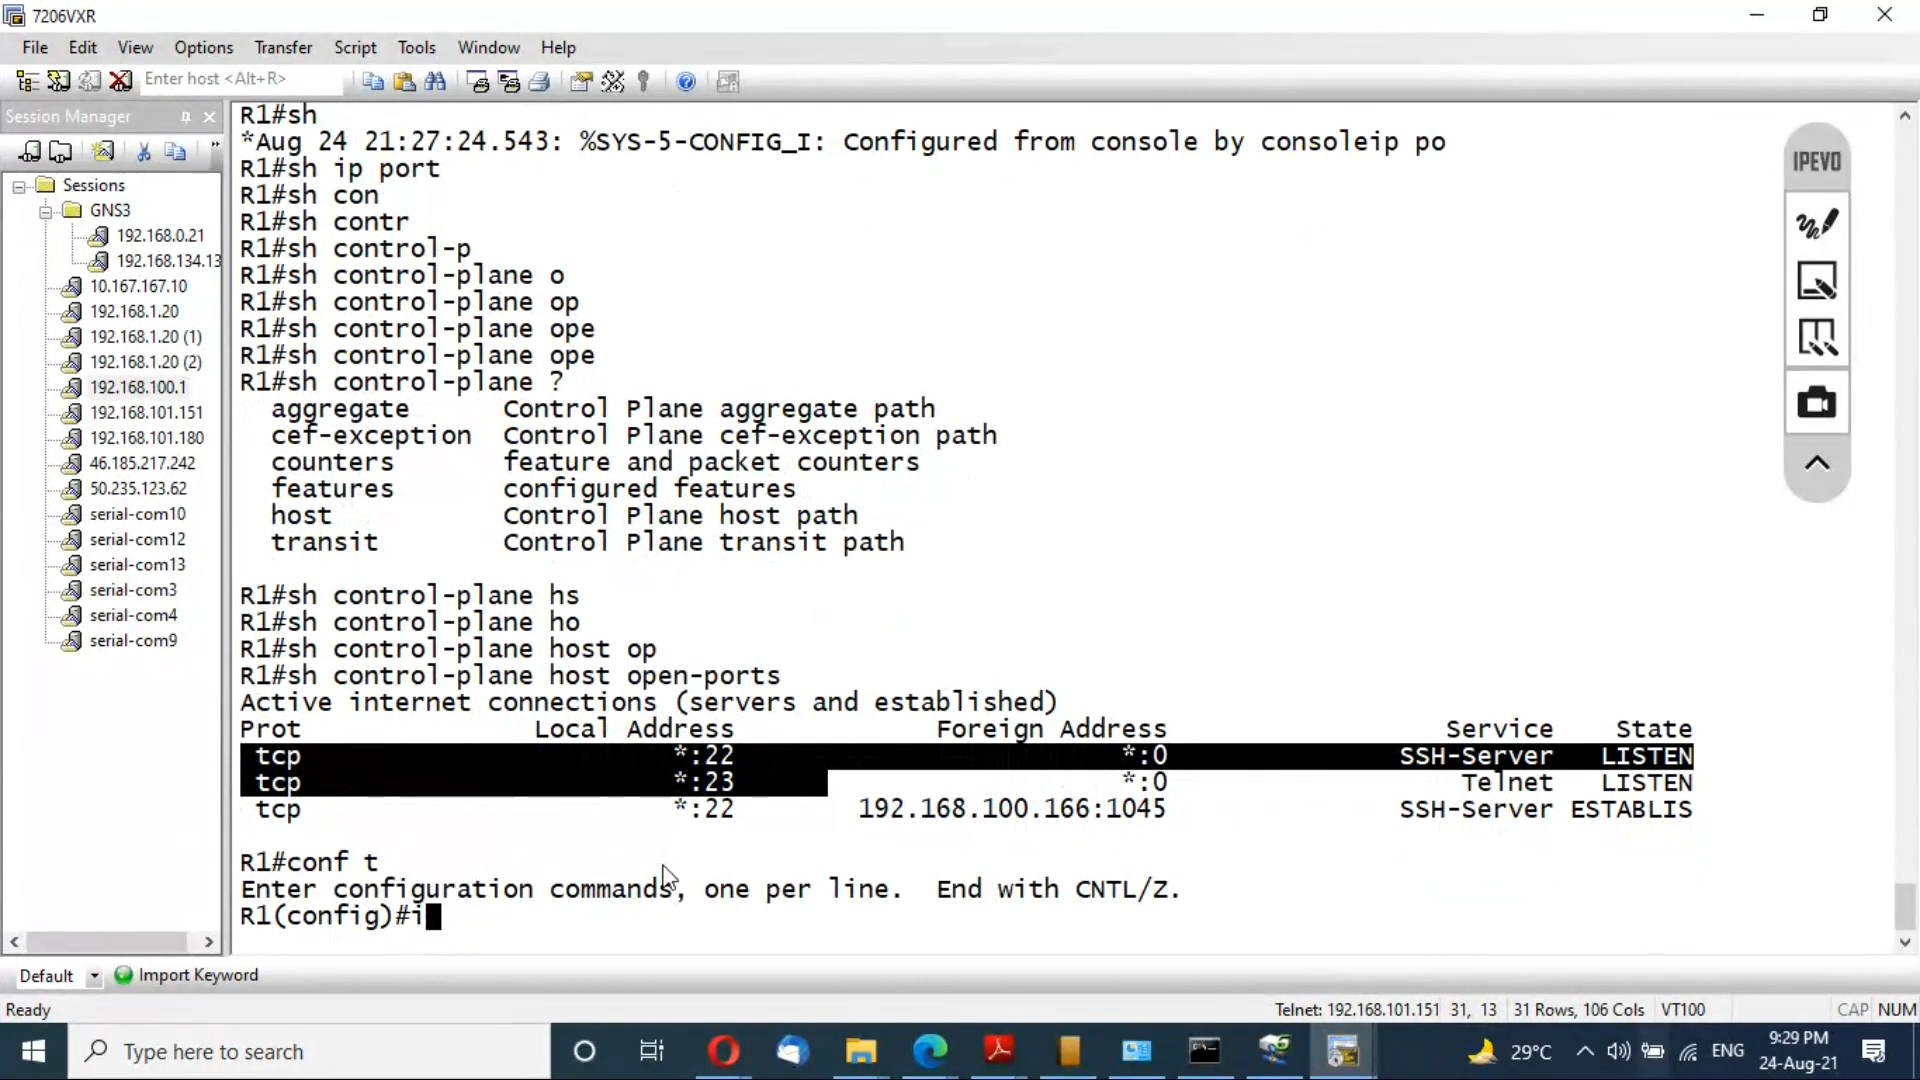 7206VXR
File Edit View Options Transfer Script Tools Window Help
Enter host <Alt+R>
Session Manager
Sessions
GNS3
192.168.0.21
192.168.134.13
10.167.167.10
192.168.1.20
192.168.1.20 (1)
192.168.1.20 (2)
192.168.100.1
192.168.101.151
192.168.101.180
46.185.217.242
50.235.123.62
serial-com10
serial-com12
serial-com13
serial-com3
serial-com4
serial-com9
R1#sh
*Aug 24 21:27:24.543: %SYS-5-CONFIG_I: Configured from console by consoleip po
R1#sh ip port
R1#sh con
R1#sh contr
R1#sh control-p
R1#sh control-plane o
R1#sh control-plane op
R1#sh control-plane ope
R1#sh control-plane ope
R1#sh control-plane ?
aggregate Control Plane aggregate path
cef-exception Control Plane cef-exception path
counters feature and packet counters
features configured features
host Control Plane host path
transit Control Plane transit path
R1#sh control-plane hs
R1#sh control-plane ho
R1#sh control-plane host op
R1#sh control-plane host open-ports
Active internet connections (servers and established)
Prot Local Address Foreign Address Service State
tcp *:22 *:0 SSH-Server LISTEN
tcp *:23 *:0 Telnet LISTEN
tcp *:22 192.168.100.166:1045 SSH-Server ESTABLIS
R1#conf t
Enter configuration commands, one per line. End with CNTL/Z.
R1(config)#i
IPEVO
Default Import Keyword
Ready Telnet: 192.168.101.151 31, 13 31 Rows, 106 Cols VT100 CAP NUM
Type here to search
29°C ENG
9:29 PM
24-Aug-21